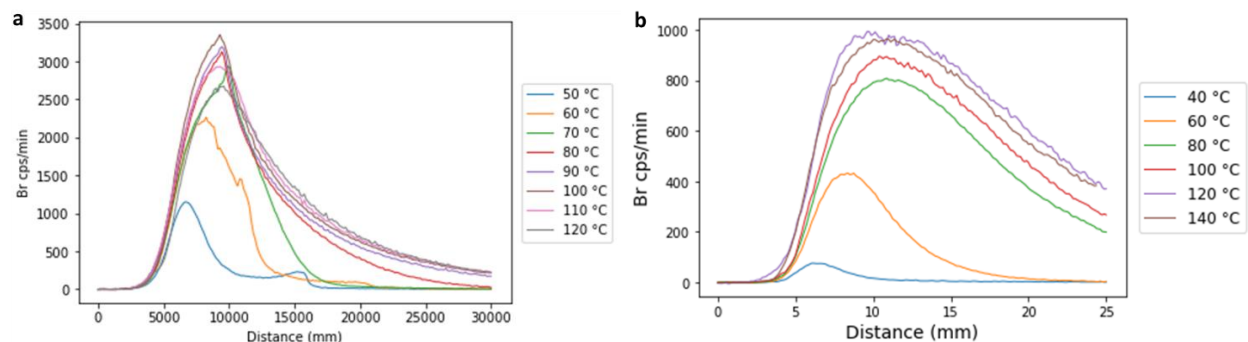 a
3500
3000
2500
2000
1500
1000
500
0
Br cps/min
0 5000 10000 15000 20000 25000 30000
Distance (mm)
50 °C
60 °C
70 °C
80 °C
90 °C
100 °C
110 °C
120 °C
b
1000
800
600
400
200
0
Br cps/min
0 5 10 15 20 25
Distance (mm)
40 °C
60 °C
80 °C
100 °C
120 °C
140 °C